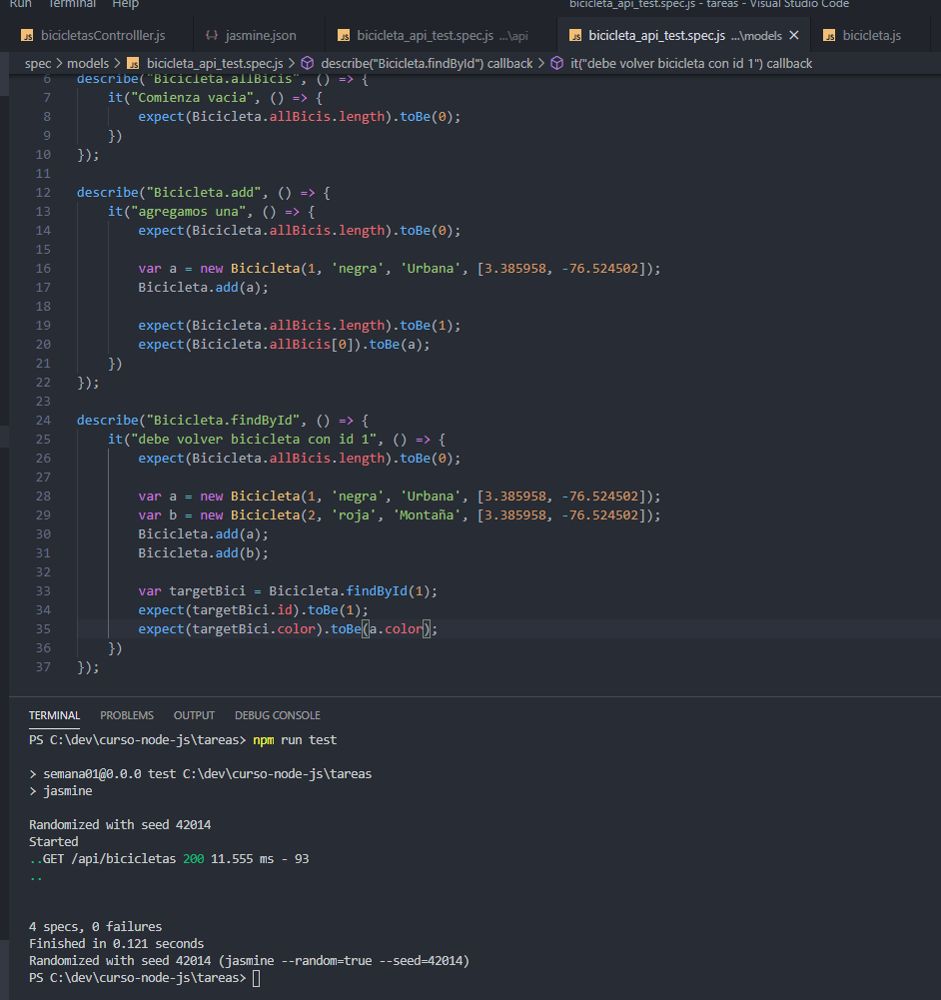 Run Terminal Help bicicleta_api_test.spec.js - tareas - Visual Studio Code
JS bicicletasControlller.js {-} jasmine.json JS bicicleta_api_test.spec.js ...\api JS bicicleta_api_test.spec.js ...\models × JS bicicleta.js
spec > models > JS bicicleta_api_test.spec.js > describe("Bicicleta.findById") callback > it("debe volver bicicleta con id 1") callback
6 describe("Bicicleta.allBicis", () => {
7 it("Comienza vacia", () => {
8 expect(Bicicleta.allBicis.length).toBe(0);
9 })
10 });
11
12 describe("Bicicleta.add", () => {
13 it("agregamos una", () => {
14 expect(Bicicleta.allBicis.length).toBe(0);
15
16 var a = new Bicicleta(1, 'negra', 'Urbana', [3.385958, -76.524502]);
17 Bicicleta.add(a);
18
19 expect(Bicicleta.allBicis.length).toBe(1);
20 expect(Bicicleta.allBicis[0]).toBe(a);
21 })
22 });
23
24 describe("Bicicleta.findById", () => {
25 it("debe volver bicicleta con id 1", () => {
26 expect(Bicicleta.allBicis.length).toBe(0);
27
28 var a = new Bicicleta(1, 'negra', 'Urbana', [3.385958, -76.524502]);
29 var b = new Bicicleta(2, 'roja', 'Montaña', [3.385958, -76.524502]);
30 Bicicleta.add(a);
31 Bicicleta.add(b);
32
33 var targetBici = Bicicleta.findById(1);
34 expect(targetBici.id).toBe(1);
35 expect(targetBici.color).toBe(a.color);
36 })
37 });
TERMINAL PROBLEMS OUTPUT DEBUG CONSOLE
PS C:\dev\curso-node-js\tareas> npm run test
> semana01@0.0.0 test C:\dev\curso-node-js\tareas
> jasmine
Randomized with seed 42014
Started
..GET /api/bicicletas 200 11.555 ms - 93
..
4 specs, 0 failures
Finished in 0.121 seconds
Randomized with seed 42014 (jasmine --random=true --seed=42014)
PS C:\dev\curso-node-js\tareas>